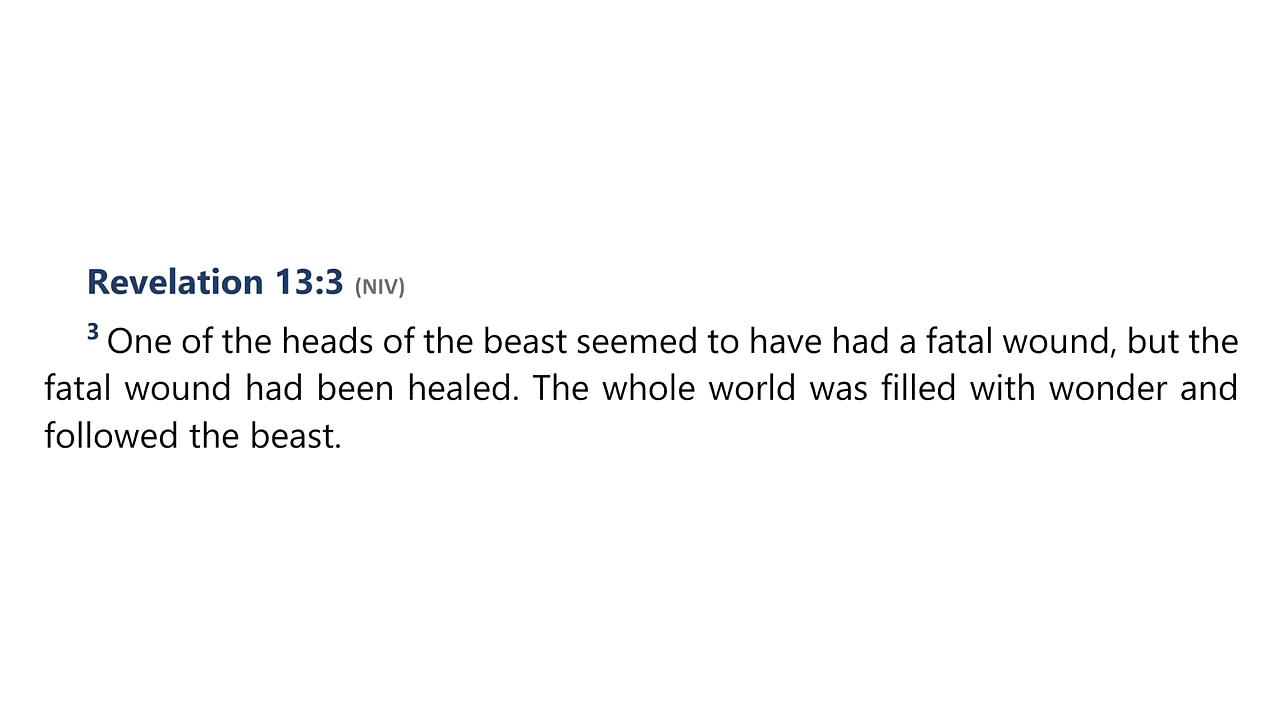 Revelation 13:3 (NIV)
3 One of the heads of the beast seemed to have had a fatal wound, but the
fatal wound had been healed. The whole world was filled with wonder and
followed the beast.